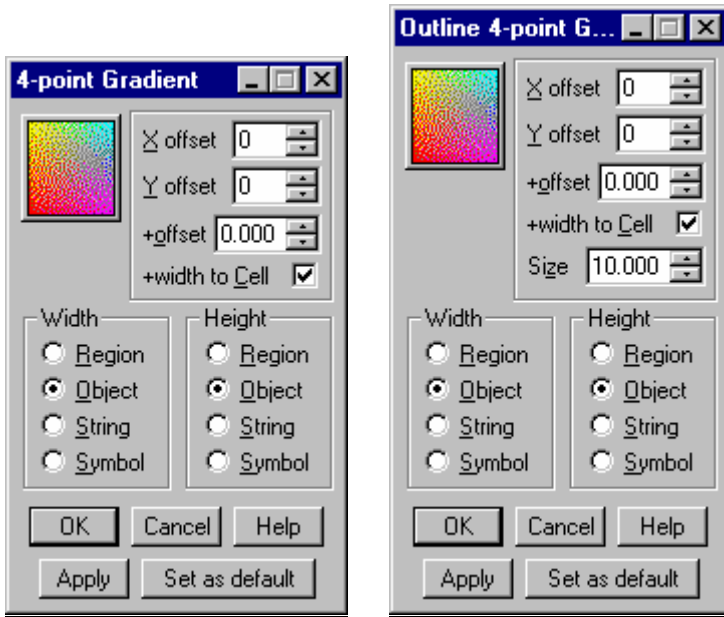 4-point Gradient
X offset 0
Y offset 0
+offset 0.000
+width to Cell
Width Height
Region Region
Object Object
String String
Symbol Symbol
OK Cancel Help
Apply Set as default
Outline 4-point G...
X offset 0
Y offset 0
+offset 0.000
+width to Cell
Size 10.000
Width Height
Region Region
Object Object
String String
Symbol Symbol
OK Cancel Help
Apply Set as default